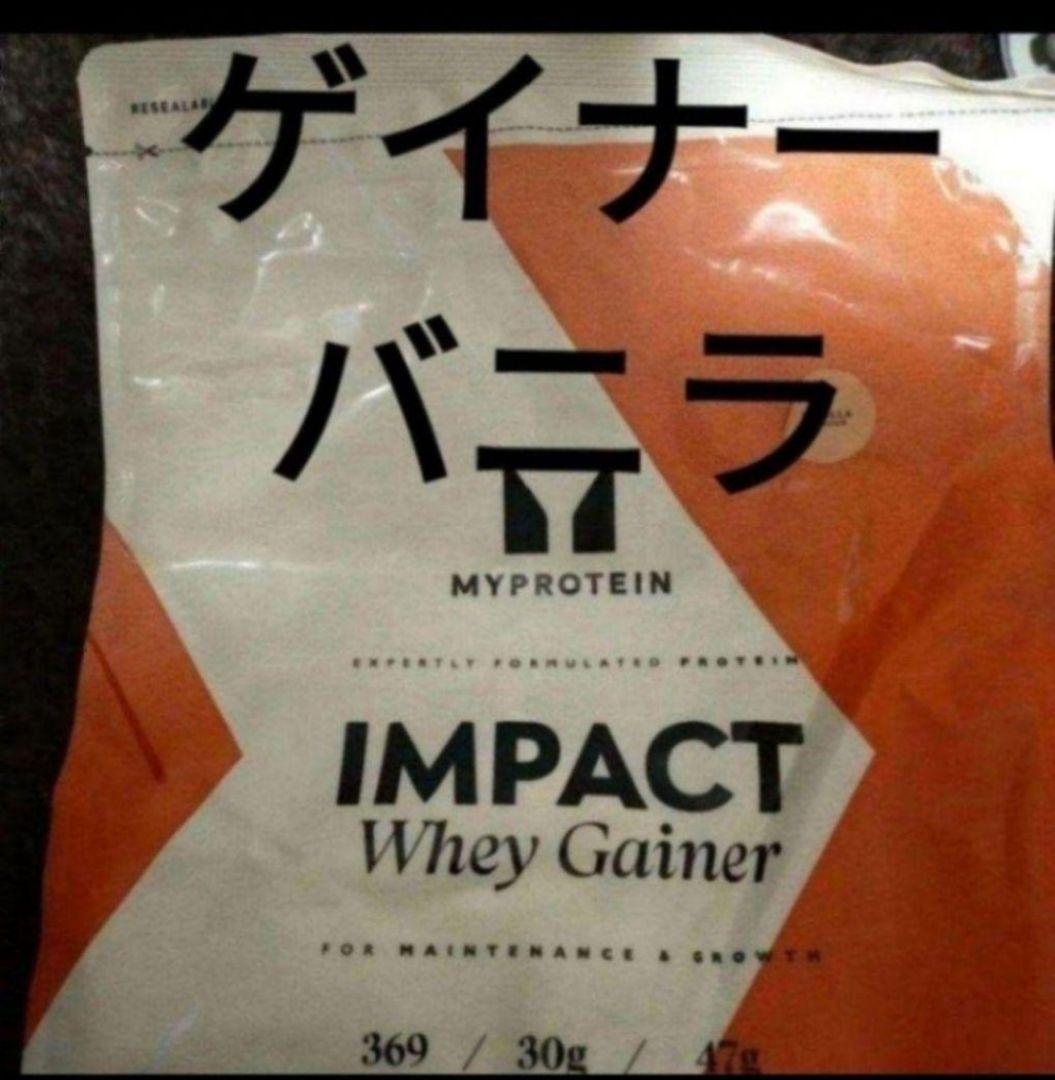 ゲイナー
バニラ
MYPROTEIN
EXPERTLY FORMULATED PROTEIN
IMPACT
Whey Gainer
FOR MAINTENANCE & GROWTH
369 / 30g / 47g